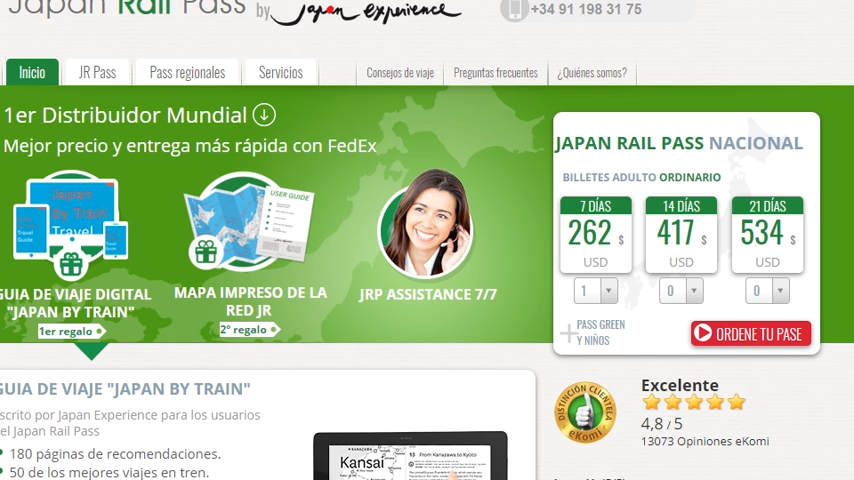 Japan Rail Pass by Japan Experience
+34 91 198 31 75
Inicio JR Pass Pases regionales Servicios Consejos de viaje Preguntas frecuentes ¿Quiénes somos?
1er Distribuidor Mundial
Mejor precio y entrega más rápida con FedEx
Japan
by Train
Travel
Travel
Guide
USER GUIDE
GUIA DE VIAJE DIGITAL
"JAPAN BY TRAIN"
1er regalo
MAPA IMPRESO DE LA
RED JR
2º regalo
JRP ASSISTANCE 7/7
JAPAN RAIL PASS NACIONAL
BILLETES ADULTO ORDINARIO
7 DÍAS 14 DÍAS 21 DÍAS
262 $ 417 $ 534 $
USD USD USD
1 0 0
PASS GREEN
Y NIÑOS
ORDENE TU PASE
GUIA DE VIAJE "JAPAN BY TRAIN"
scrito por Japan Experience para los usuarios
el Japan Rail Pass
180 páginas de recomendaciones.
50 de los mejores viajes en tren.
KANAZAWA
Kansai
13 From Kanazawa to Kyoto
DISTINCIÓN CLIENTELA
eKomi
Excelente
4,8 / 5
13073 Opiniones eKomi